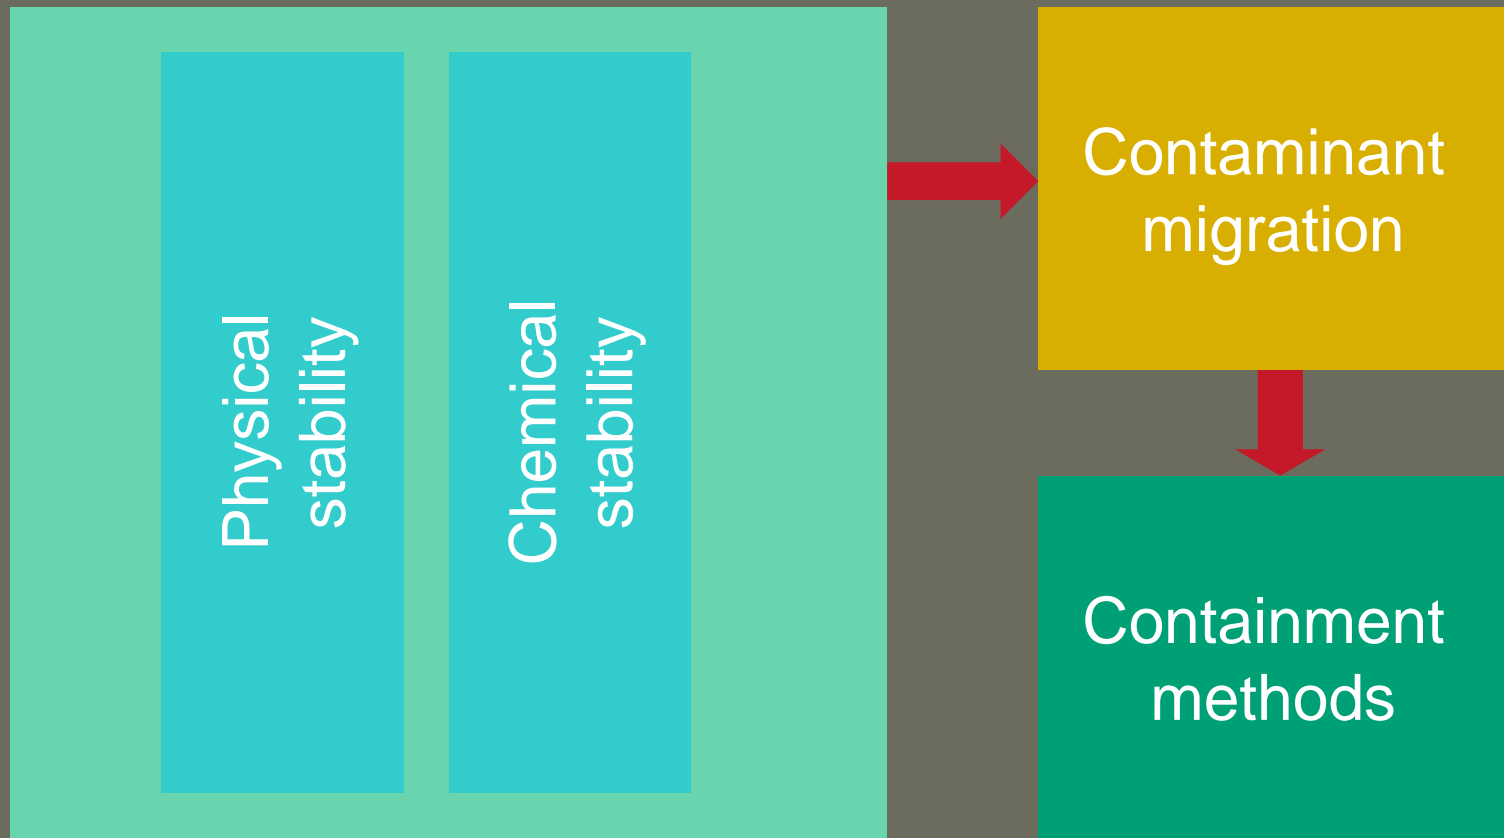 Physical
stability
Chemical
stability
Contaminant
migration
Containment
methods